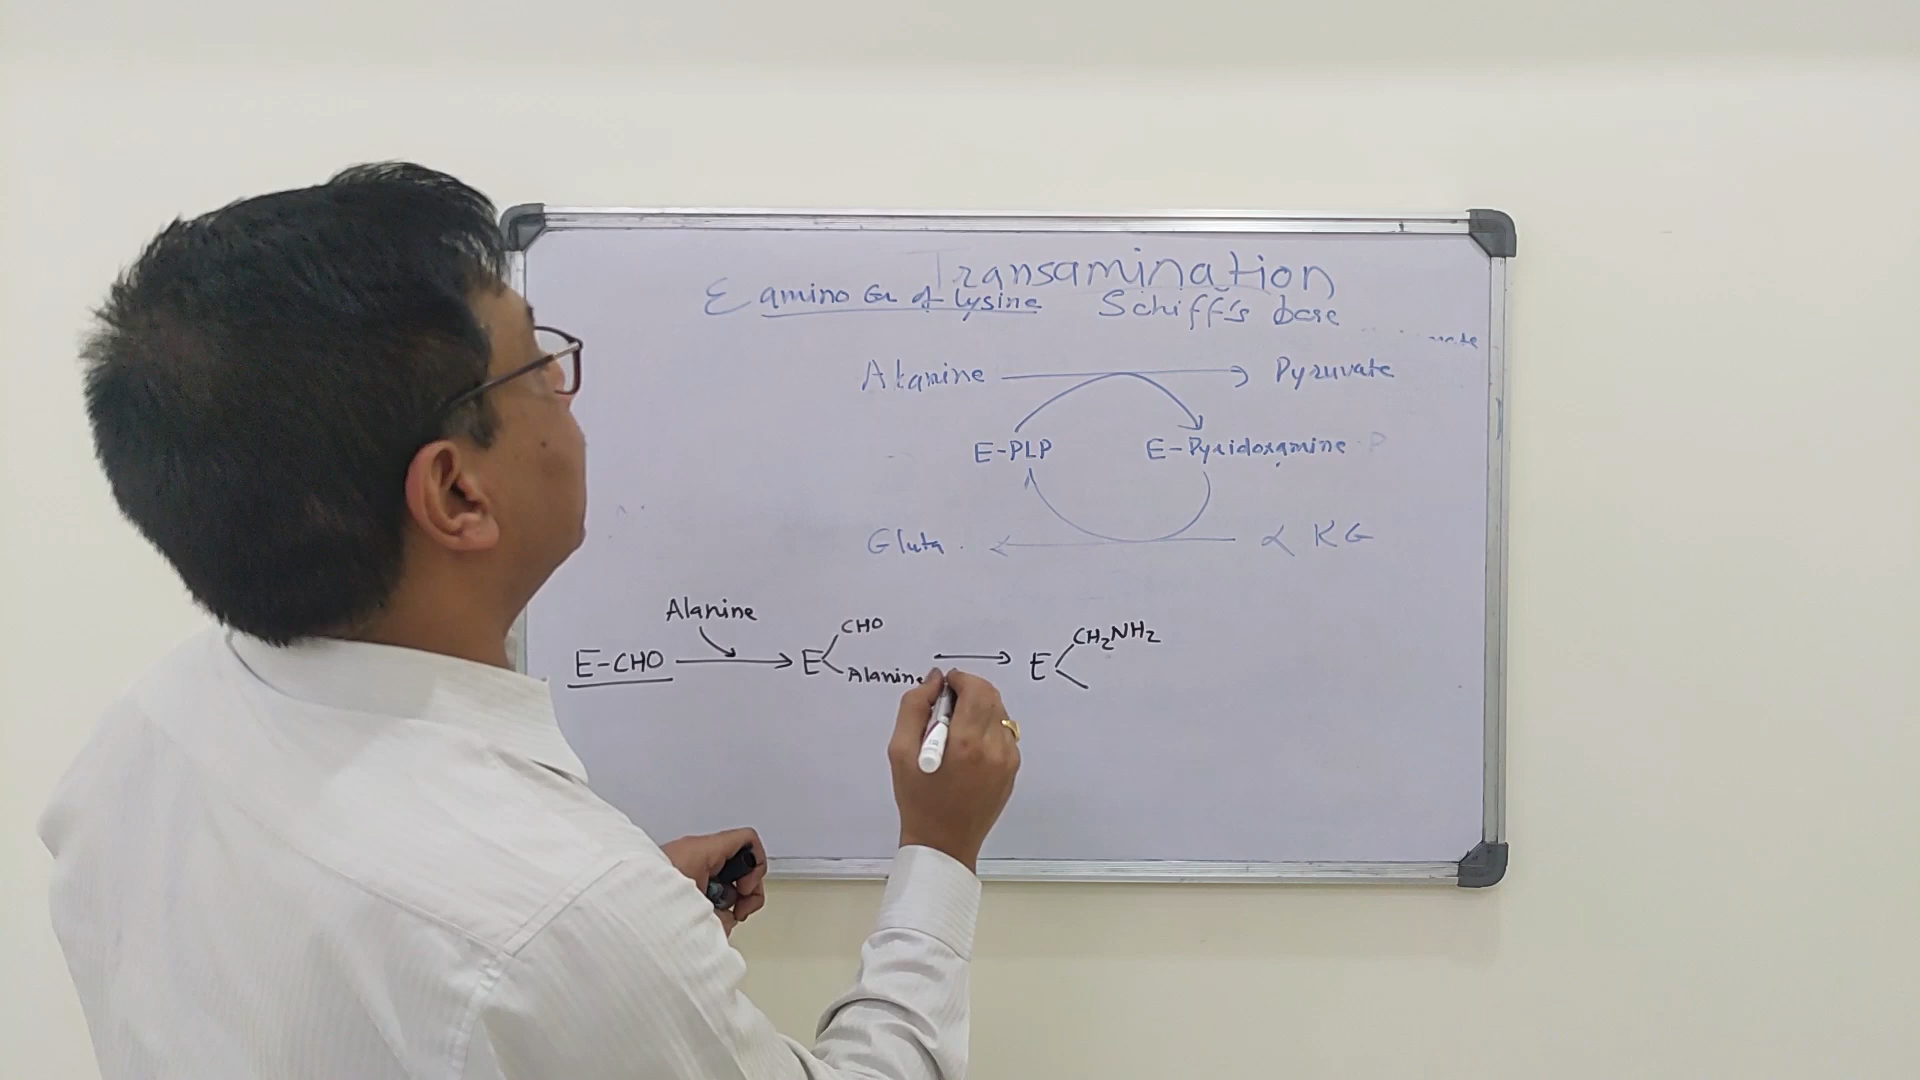 Transamination
E amino Gr of lysine Schiff's base
Alanine → Pyruvate
E-PLP E-Pyridoxamine P
Gluta. ← α KG
Alanine
CHO CH2NH2
E-CHO → E → E
Alanine